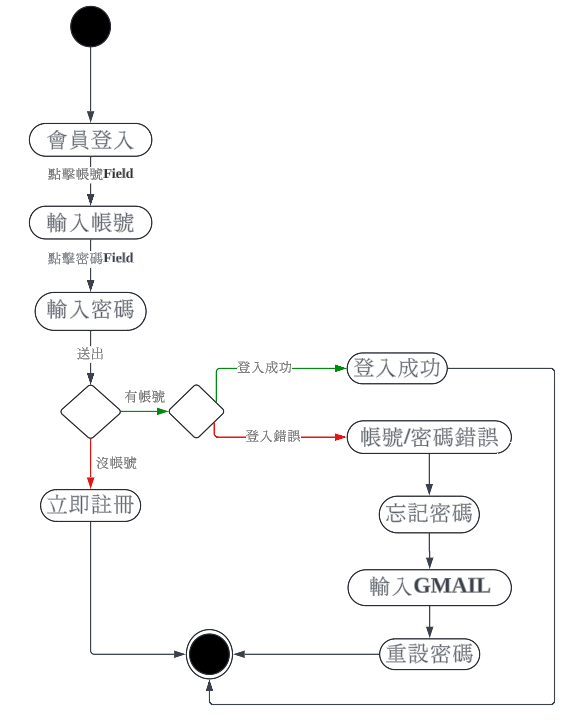 會員登入
點擊帳號Field
輸入帳號
點擊密碼Field
輸入密碼
送出
有帳號
登入成功
登入成功
登入錯誤
帳號/密碼錯誤
沒帳號
立即註冊
忘記密碼
輸入GMAIL
重設密碼